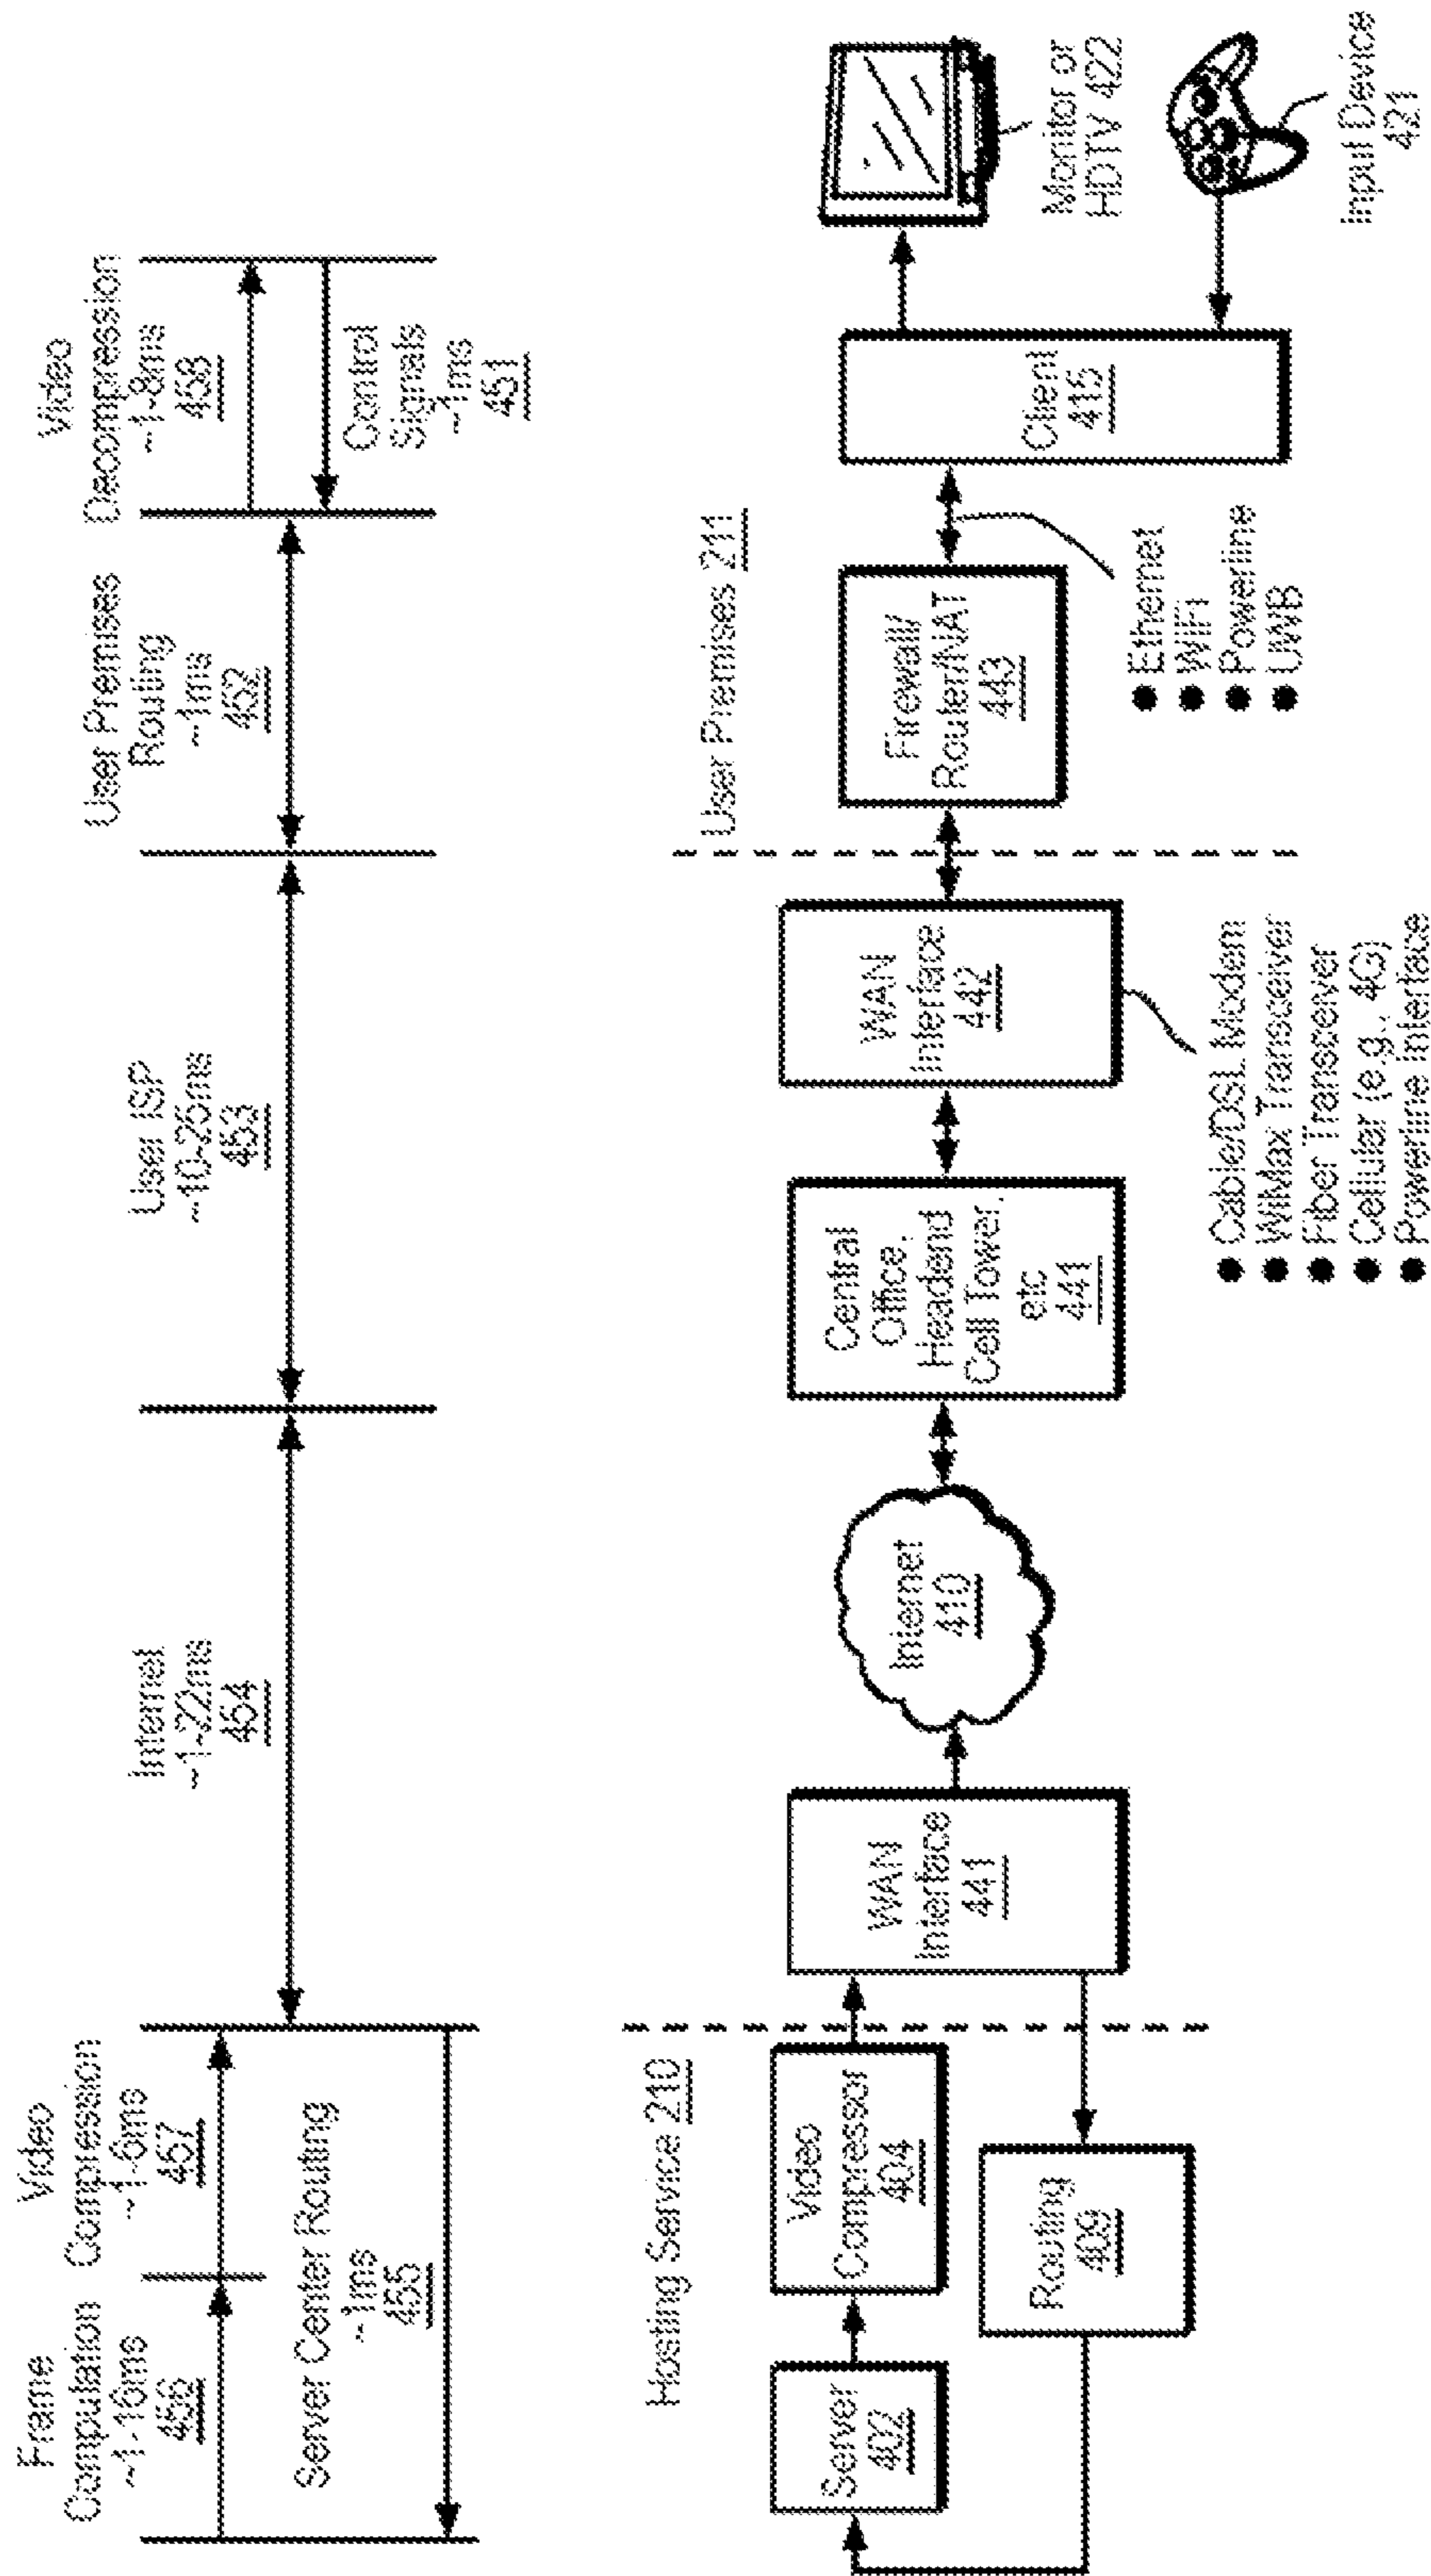 Frame
Computation
~1-16ms
456
Video
Compression
~1-6ms
457
Server Center Routing
~1ms
455
Internet
~1-22ms
454
User ISP
~10-25ms
453
User Premises
Routing
~1ms
452
Video
Decompression
~1-8ms
458
Control
Signals
~1ms
451
Hosting Service 210
Server
402
Video
Compressor
404
Routing
409
WAN
Interface
441
Internet
410
Central
Office,
Headend
Cell Tower,
etc
441
WAN
Interface
442
● Cable/DSL Modem
● WiMax Transceiver
● Fiber Transceiver
● Cellular (e.g., 4G)
● Powerline Interface
User Premises 211
Firewall/
Router/NAT
443
● Ethernet
● WiFi
● Powerline
● UWB
Client
415
Monitor or
HDTV 422
Input Device
421